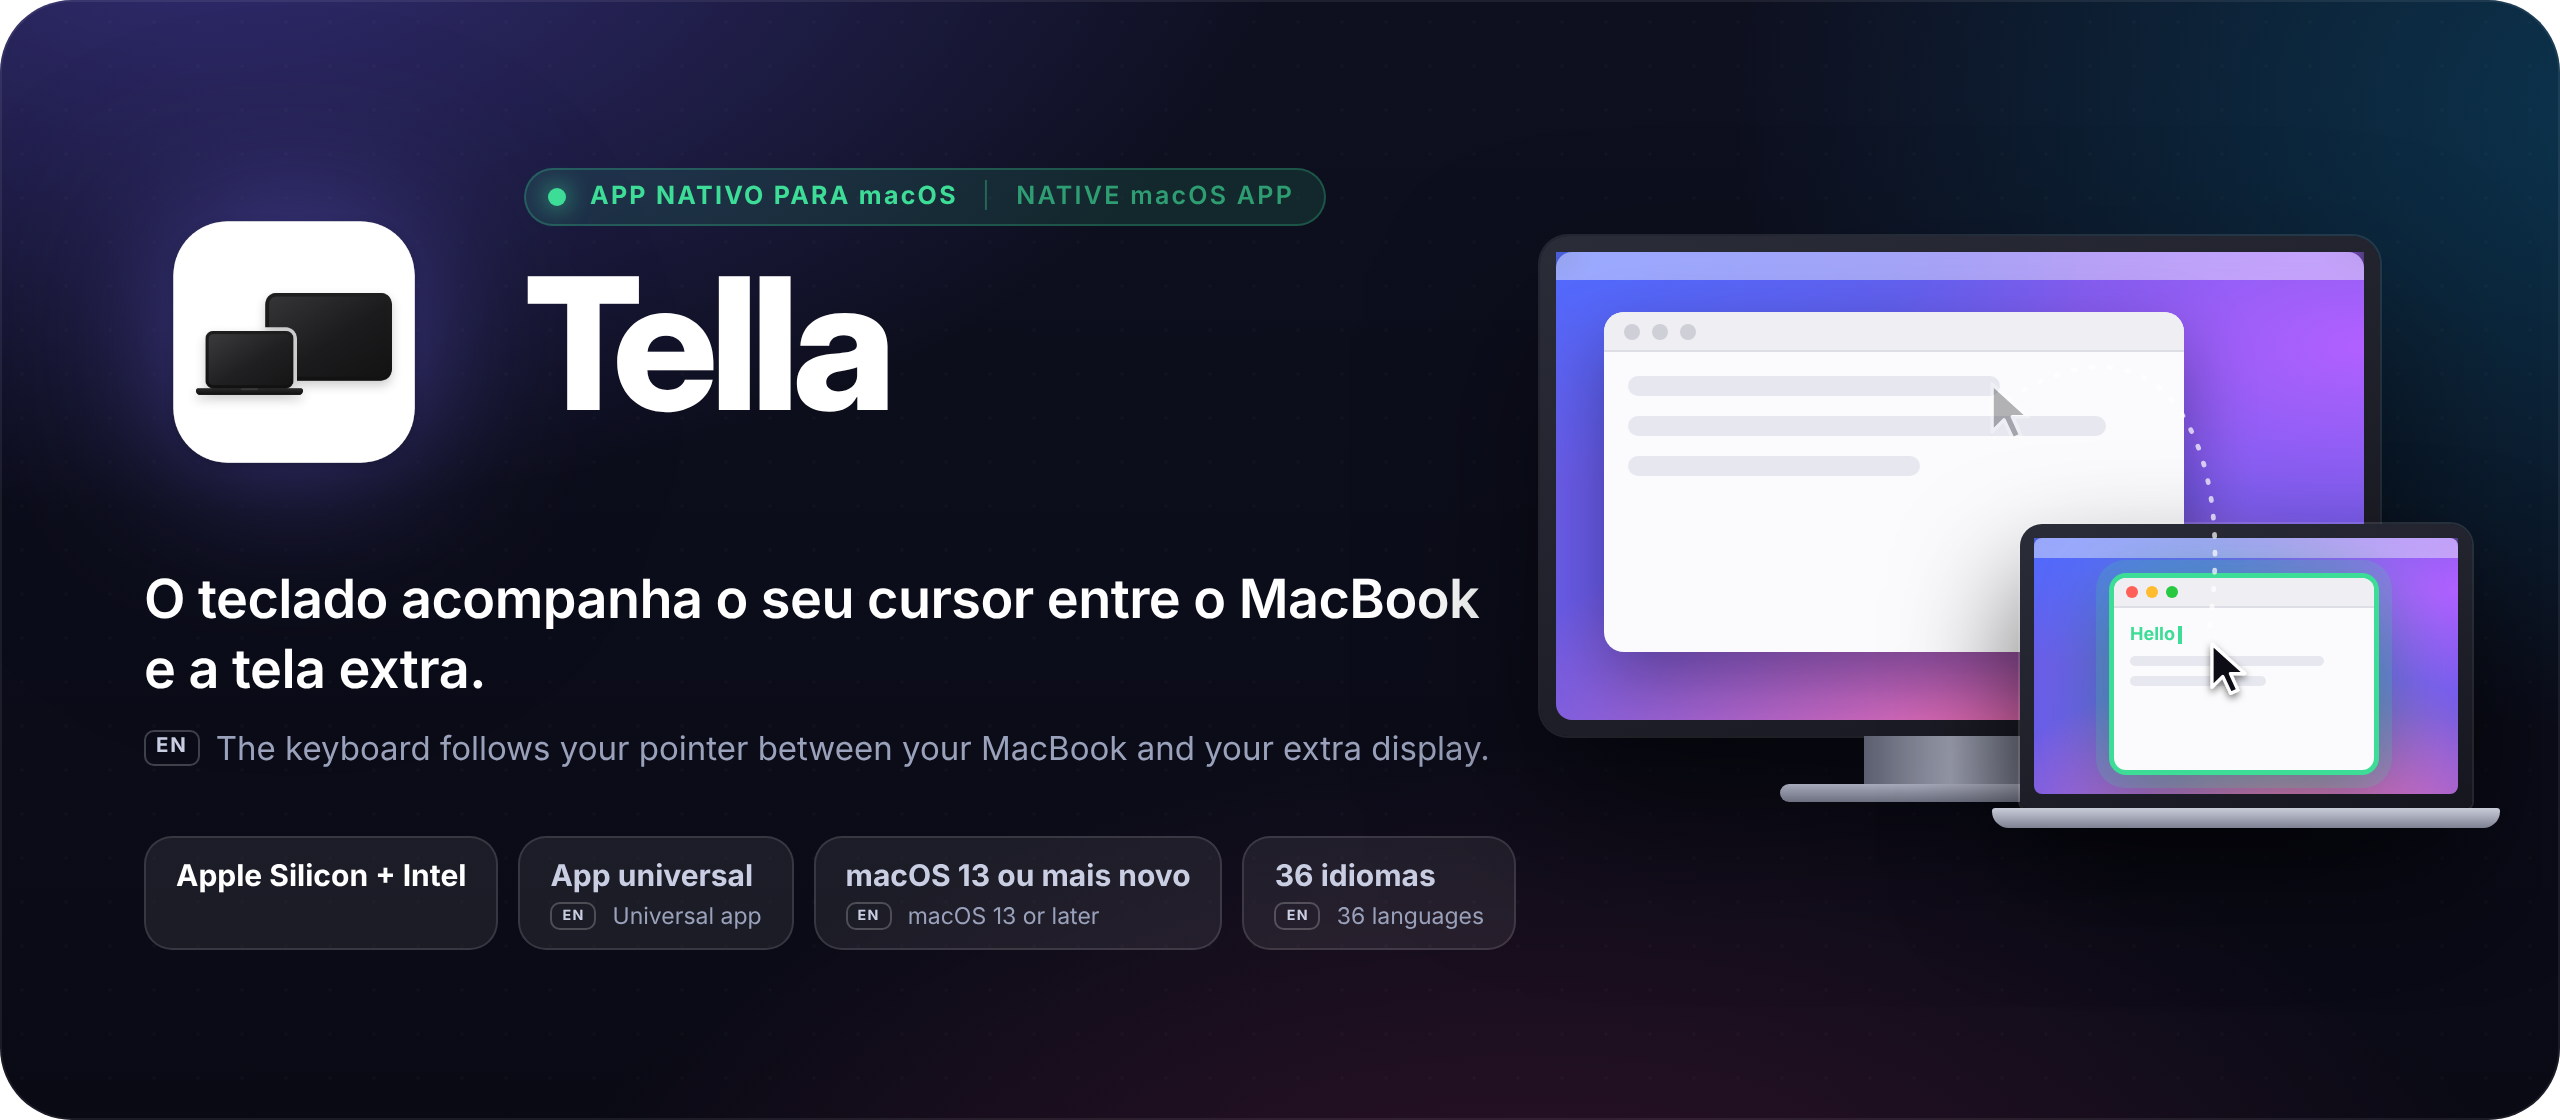 APP NATIVO PARA macOS | NATIVE macOS APP
Tella
O teclado acompanha o seu cursor entre o MacBook
e a tela extra.
EN The keyboard follows your pointer between your MacBook and your extra display.
Apple Silicon + Intel
App universal
EN Universal app
macOS 13 ou mais novo
EN macOS 13 or later
36 idiomas
EN 36 languages
Hello